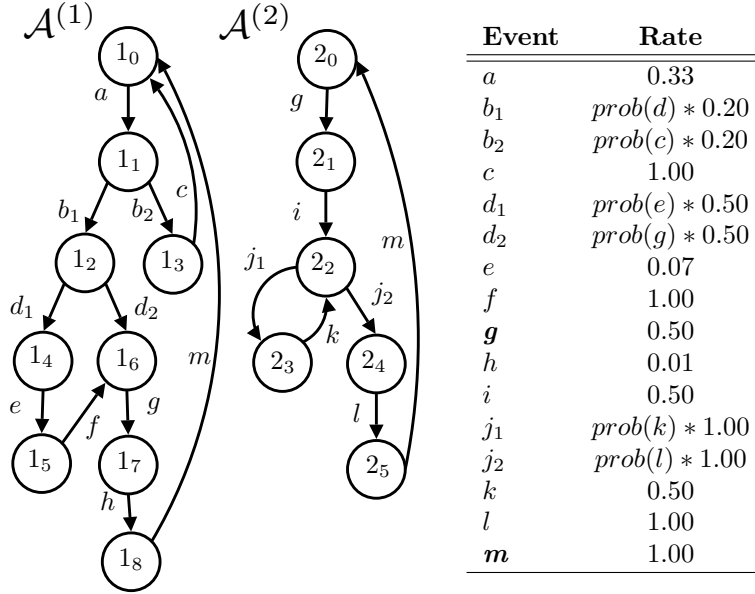 𝒜⁽¹⁾
1₀
a
1₁
b₁
b₂
c
1₂
1₃
d₁
d₂
1₄
1₆
m
e
f
g
1₅
1₇
h
1₈
𝒜⁽²⁾
2₀
g
2₁
i
m
2₂
j₁
j₂
k
2₃
2₄
l
2₅
Event Rate
a 0.33
b₁ prob(d) ∗ 0.20
b₂ prob(c) ∗ 0.20
c 1.00
d₁ prob(e) ∗ 0.50
d₂ prob(g) ∗ 0.50
e 0.07
f 1.00
g 0.50
h 0.01
i 0.50
j₁ prob(k) ∗ 1.00
j₂ prob(l) ∗ 1.00
k 0.50
l 1.00
m 1.00